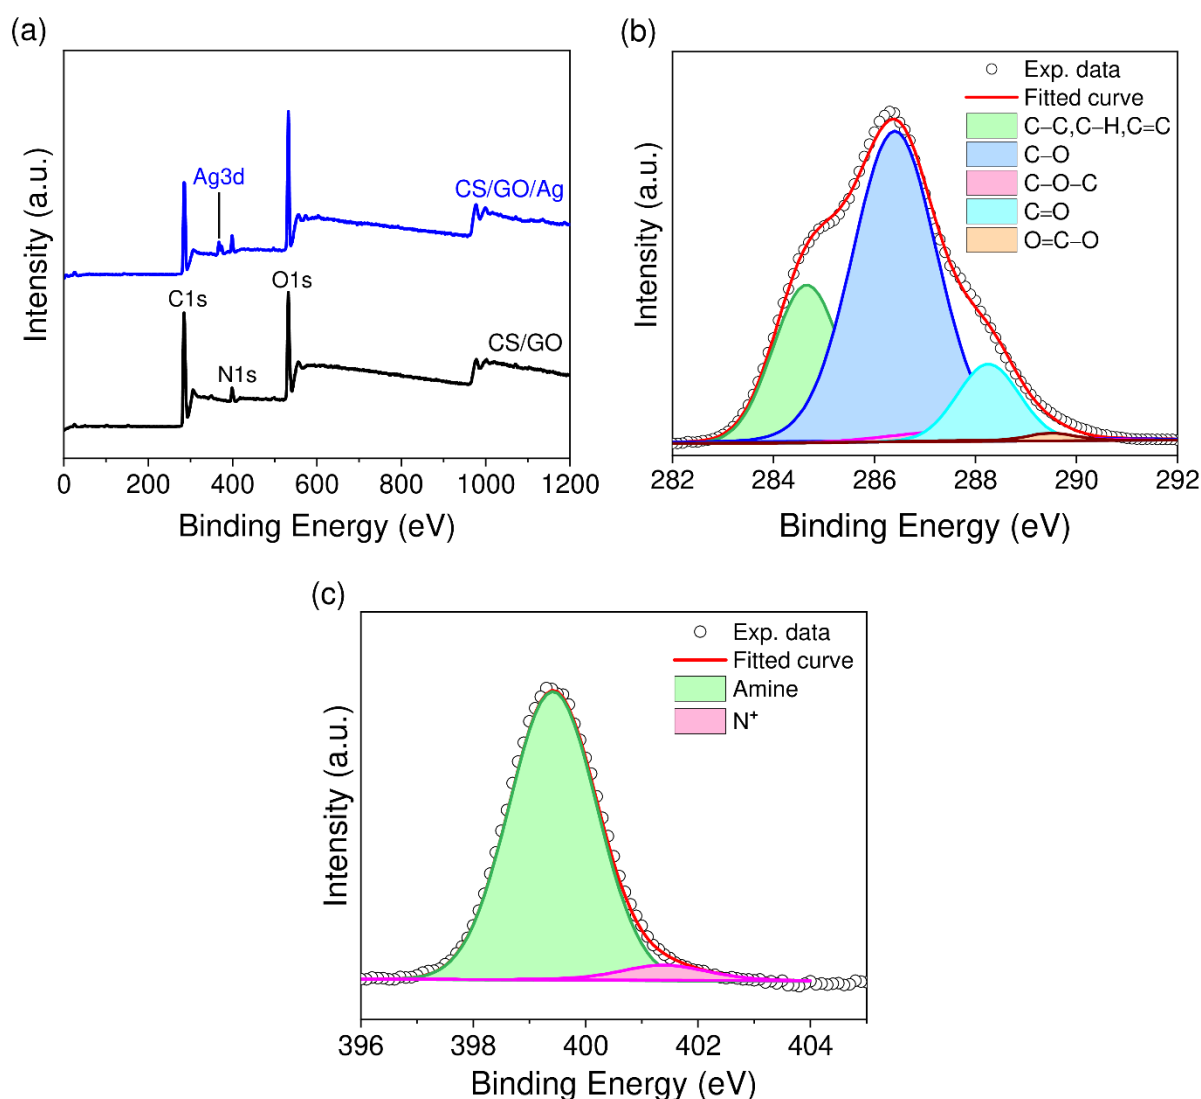 (a)
Intensity (a.u.)
Ag3d
CS/GO/Ag
C1s
N1s
O1s
CS/GO
0 200 400 600 800 1000 1200
Binding Energy (eV)
(b)
Intensity (a.u.)
Exp. data
Fitted curve
C–C,C–H,C=C
C–O
C–O–C
C=O
O=C–O
282 284 286 288 290 292
Binding Energy (eV)
(c)
Intensity (a.u.)
Exp. data
Fitted curve
Amine
N⁺
396 398 400 402 404
Binding Energy (eV)